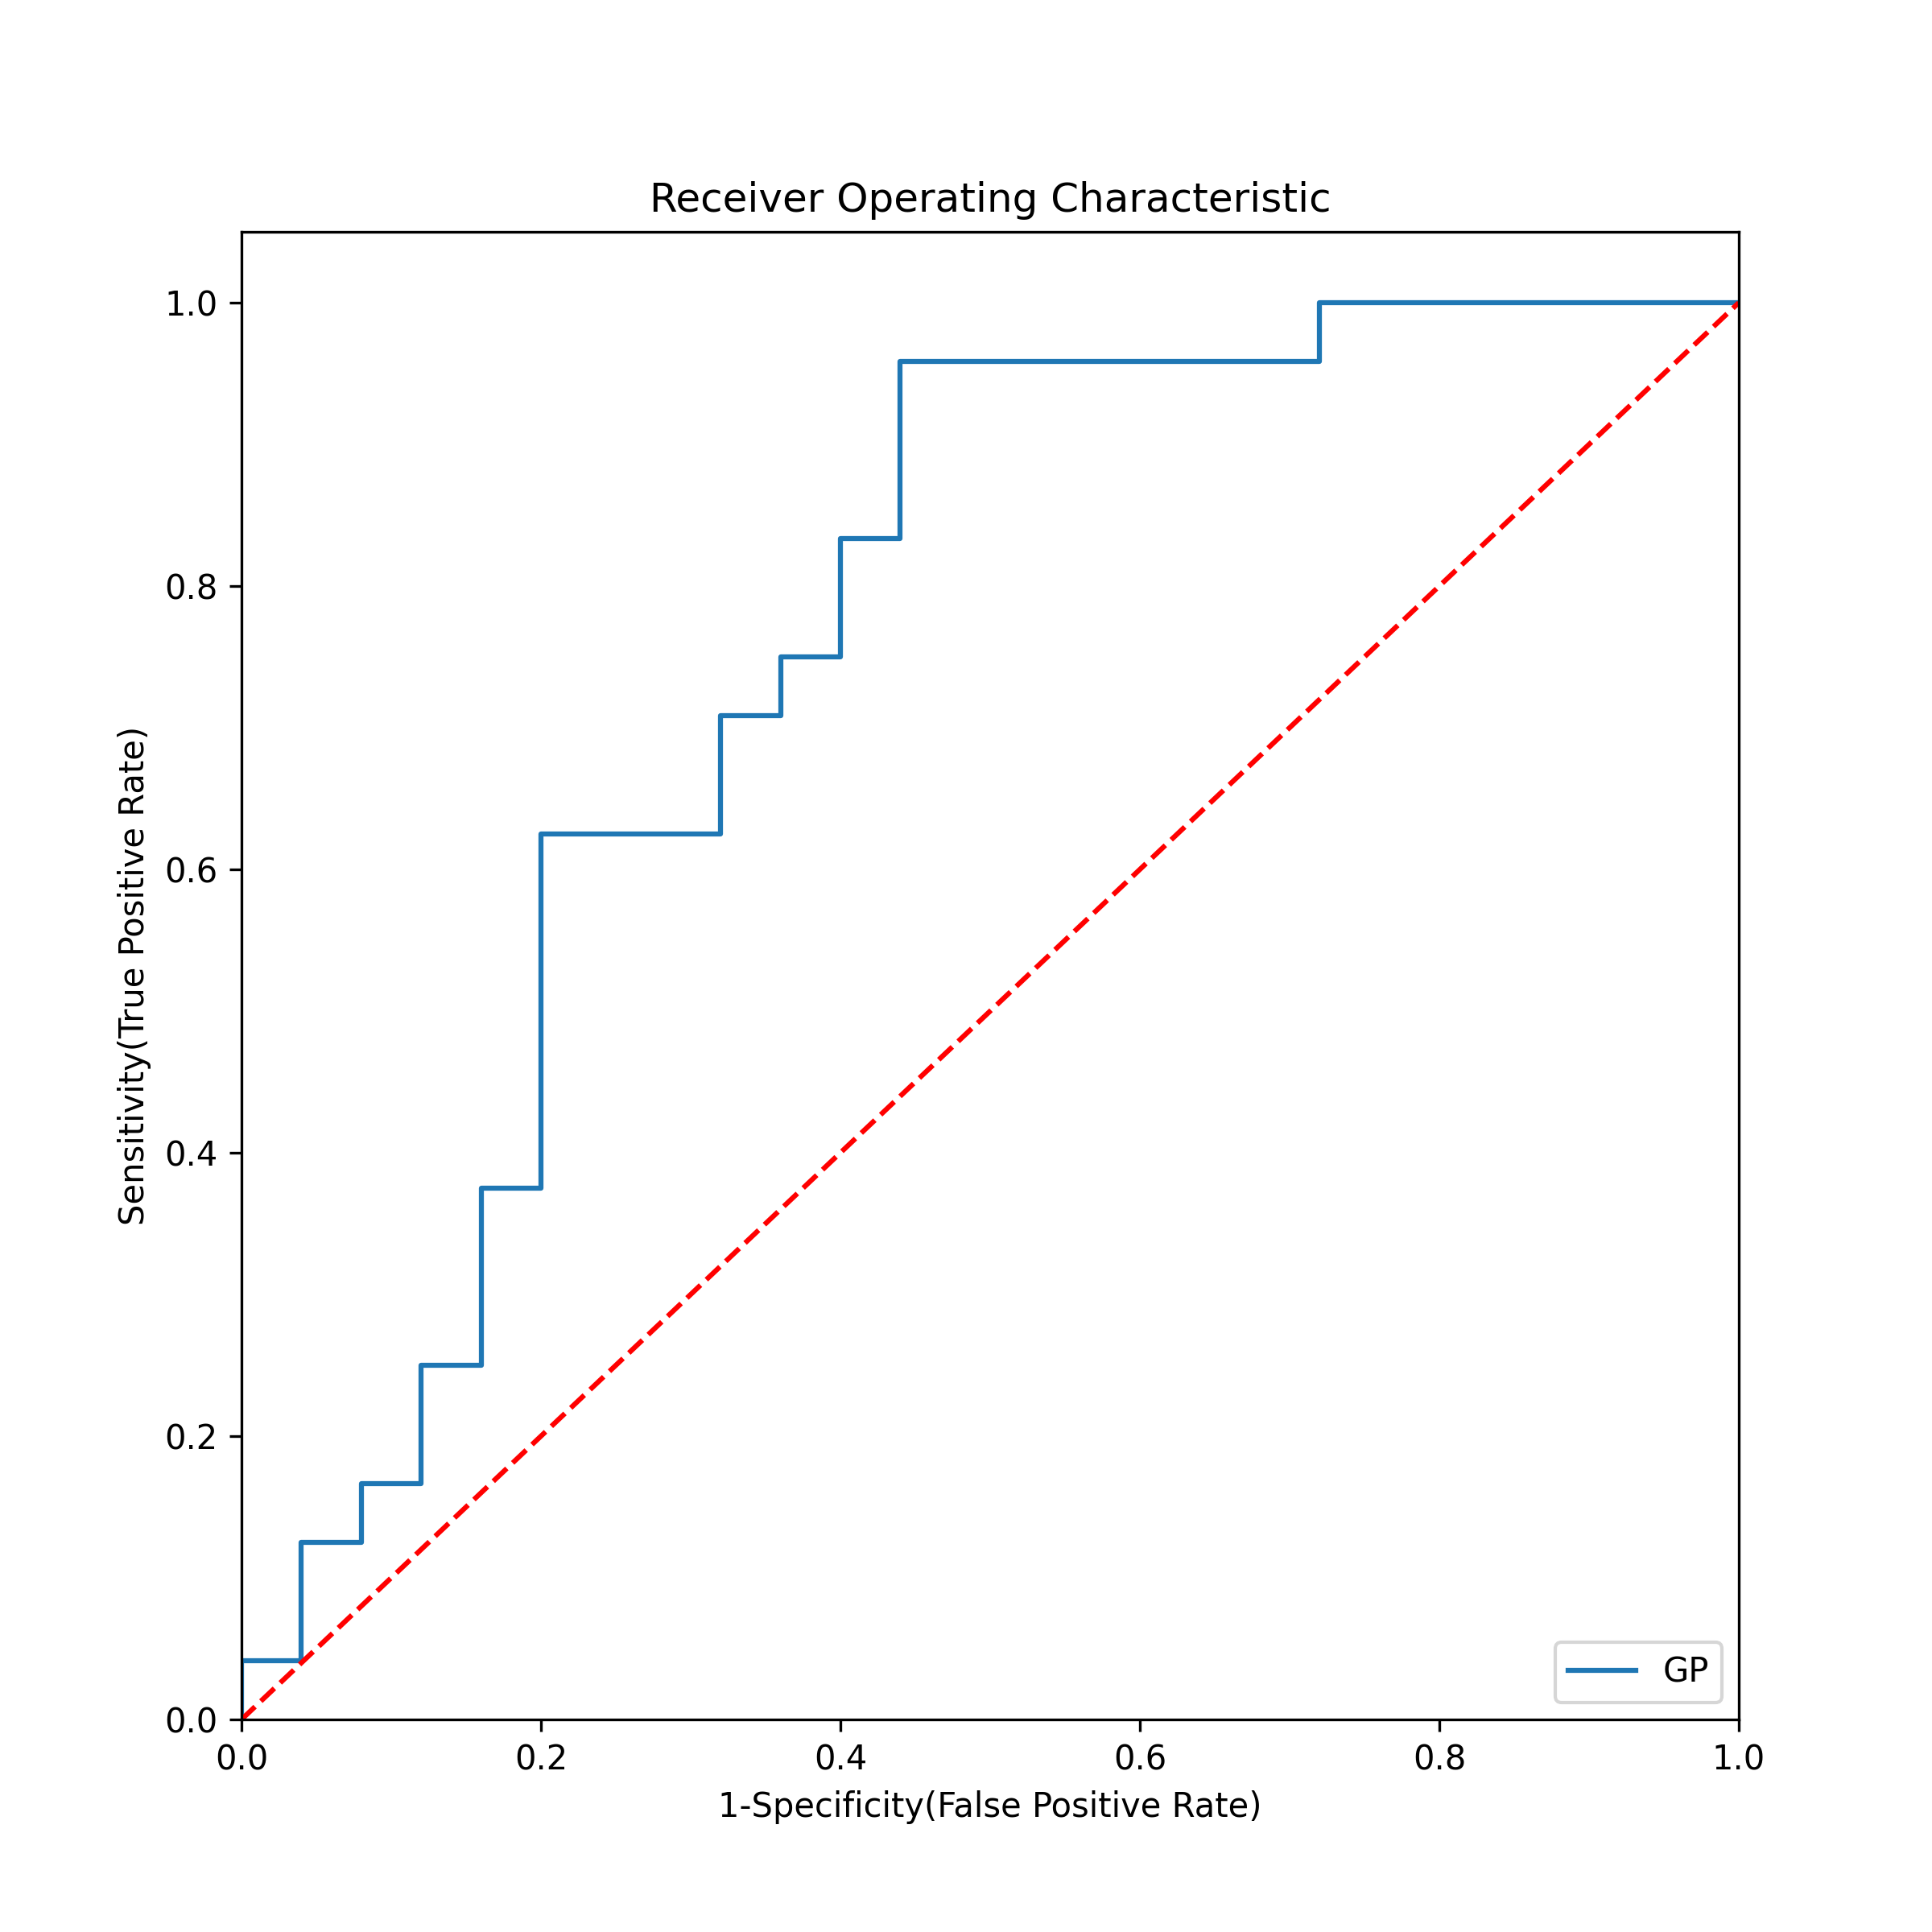 Receiver Operating Characteristic
1.0
0.8
0.6
0.4
0.2
0.0
Sensitivity(True Positive Rate)
GP
0.0 0.2 0.4 0.6 0.8 1.0
1-Specificity(False Positive Rate)